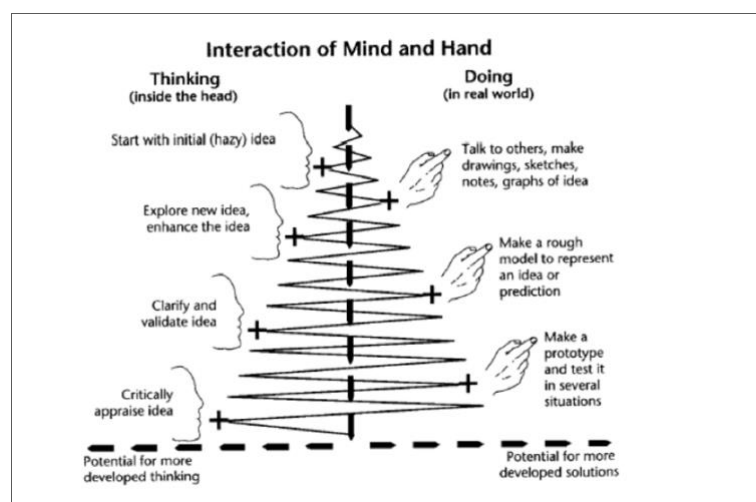 Interaction of Mind and Hand
Thinking
(inside the head)
Doing
(in real world)
Start with initial (hazy) idea
Talk to others, make
drawings, sketches,
notes, graphs of idea
Explore new idea,
enhance the idea
Make a rough
model to represent
an idea or
prediction
Clarify and
validate idea
Make a
prototype
and test it
in several
situations
Critically
appraise idea
Potential for more
developed thinking
Potential for more
developed solutions